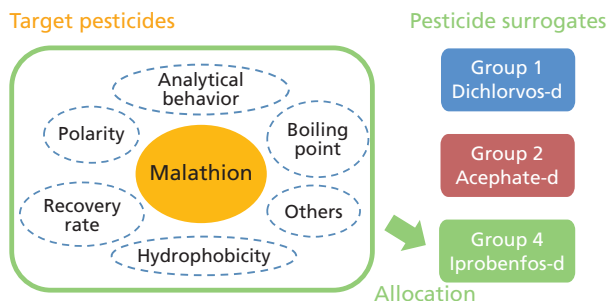 Target pesticides
Pesticide surrogates
Analytical
behavior
Polarity
Boiling
point
Malathion
Recovery
rate
Others
Hydrophobicity
Group 1
Dichlorvos-d
Group 2
Acephate-d
Group 4
Iprobenfos-d
Allocation